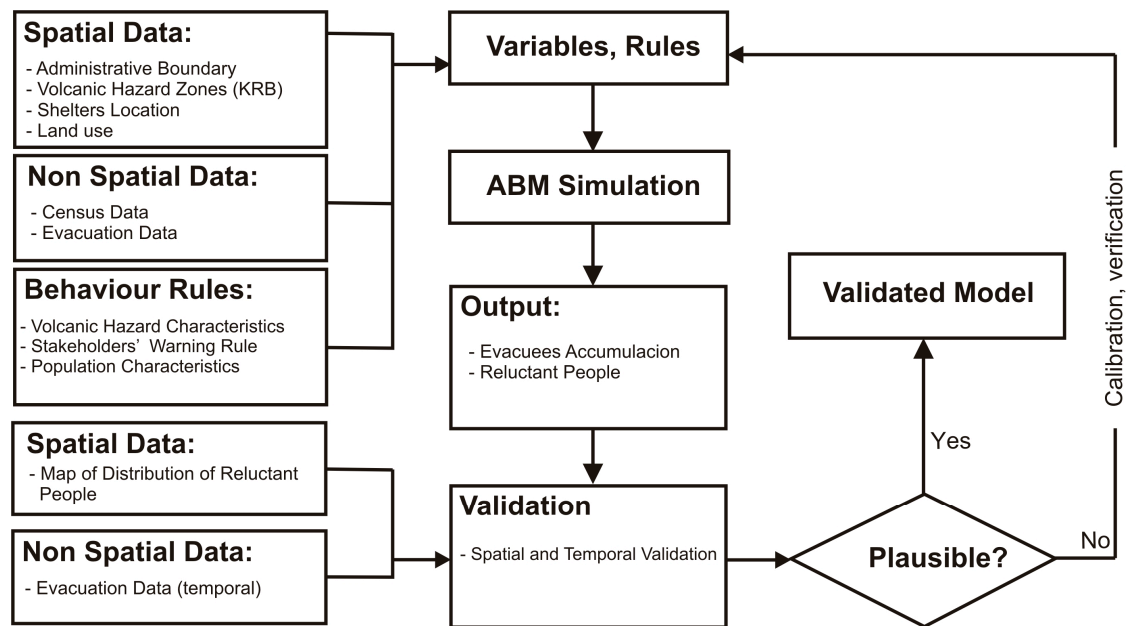 Spatial Data:
- Administrative Boundary
- Volcanic Hazard Zones (KRB)
- Shelters Location
- Land use
Non Spatial Data:
- Census Data
- Evacuation Data
Behaviour Rules:
- Volcanic Hazard Characteristics
- Stakeholders' Warning Rule
- Population Characteristics
Spatial Data:
- Map of Distribution of Reluctant
People
Non Spatial Data:
- Evacuation Data (temporal)
Variables, Rules
ABM Simulation
Output:
- Evacuees Accumulacion
- Reluctant People
Validation
- Spatial and Temporal Validation
Plausible?
Yes
Validated Model
No
Calibration, verification